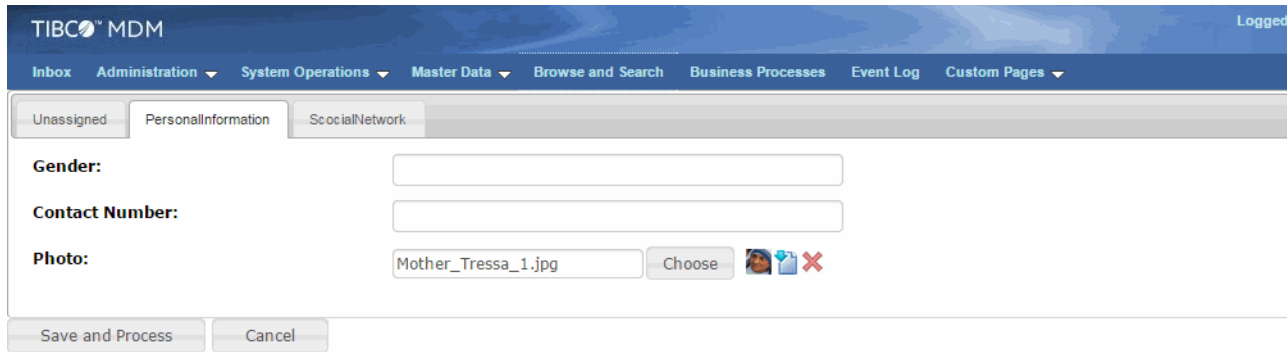 TIBCO™ MDM
Logged
Inbox Administration System Operations Master Data Browse and Search Business Processes Event Log Custom Pages
Unassigned PersonalInformation ScocialNetwork
Gender:
Contact Number:
Photo: Mother_Tressa_1.jpg Choose
Save and Process Cancel